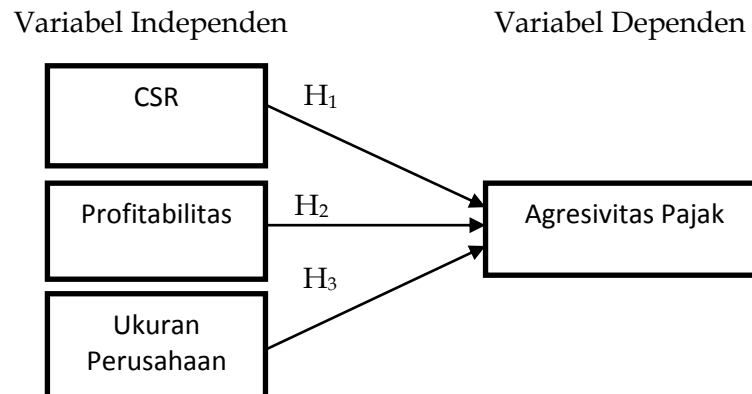 Variabel Independen
Variabel Dependen
CSR
H₁
Profitabilitas
H₂
Agresivitas Pajak
H₃
Ukuran
Perusahaan